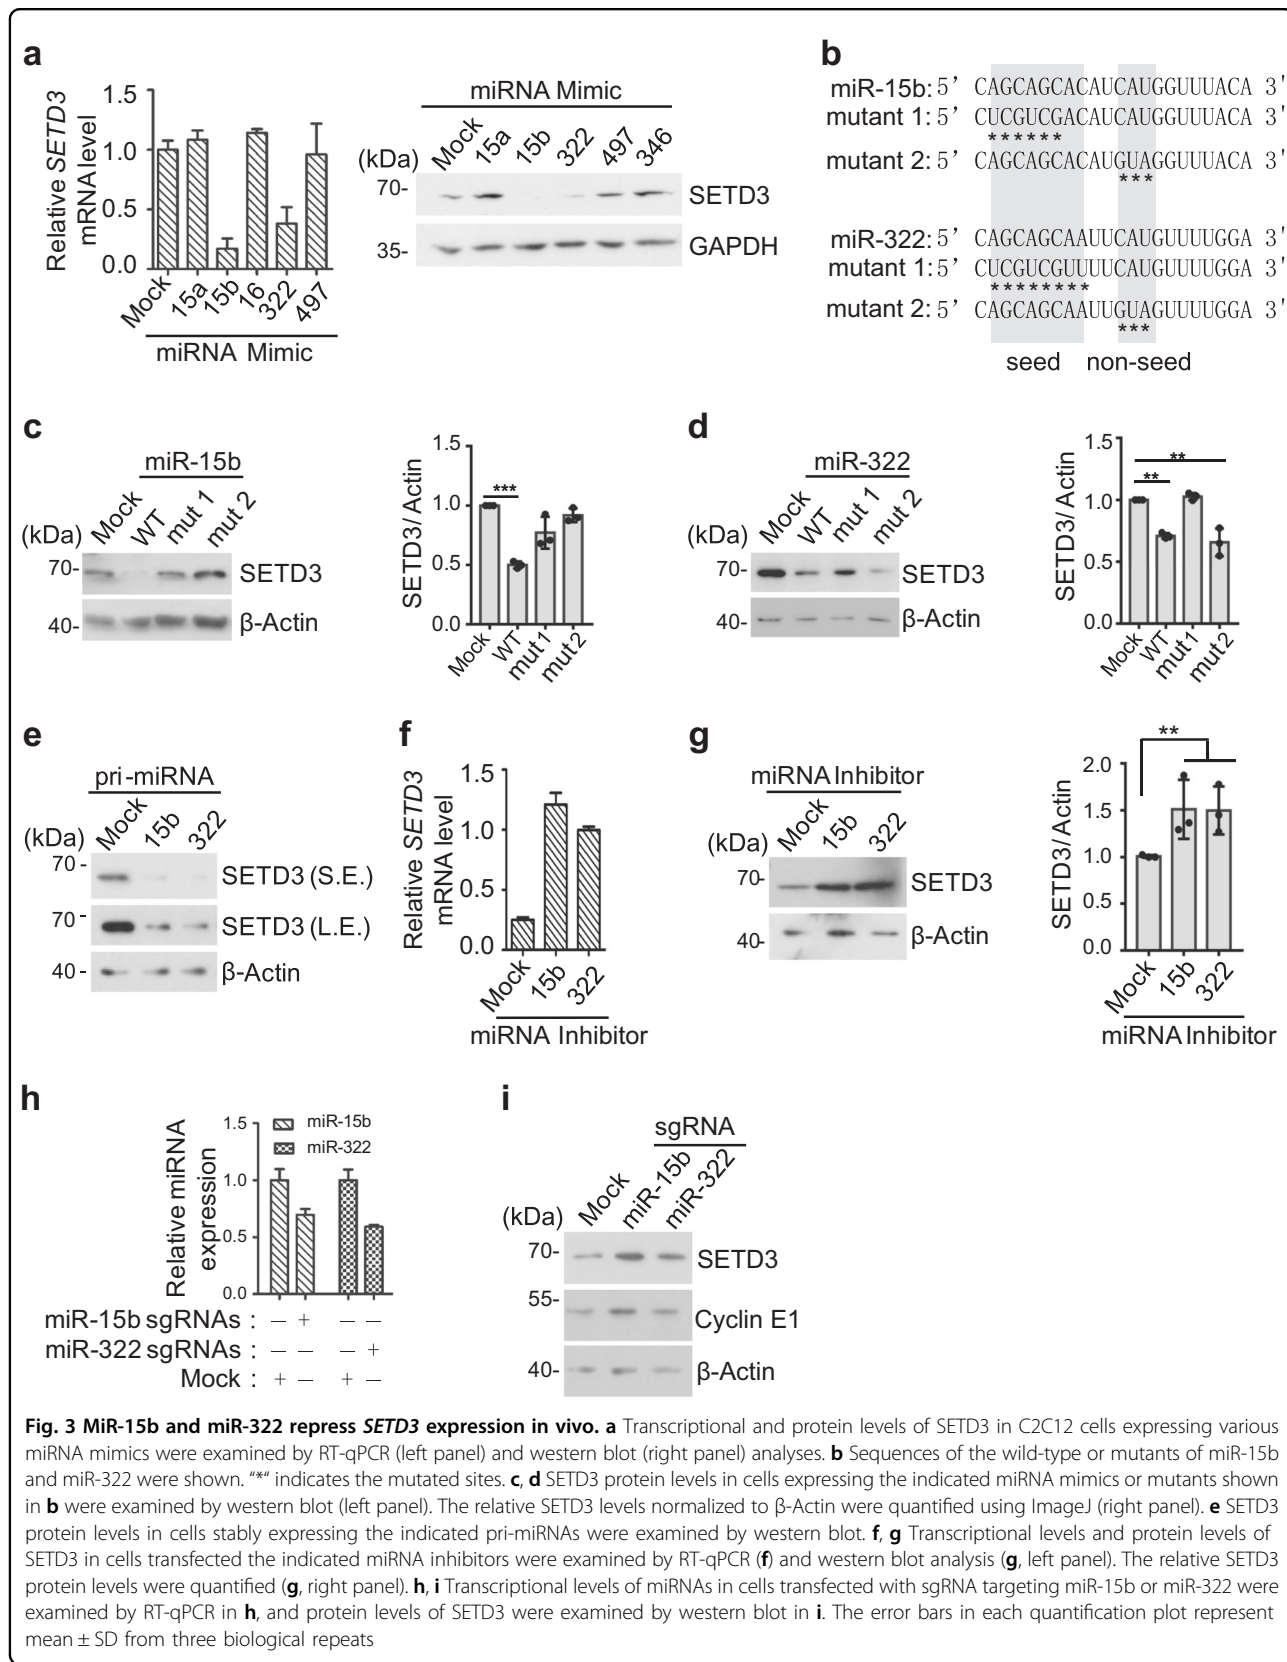 a
Relative SETD3
mRNA level
1.5
1.0
0.5
0.0
Mock
15a
15b
16
322
497
miRNA Mimic
miRNA Mimic
(kDa)
Mock
15a
15b
322
497
346
70-
SETD3
35-
GAPDH
b
miR-15b: 5' CAGCAGCACAUCAUGGUUUACA 3'
mutant 1: 5' CUCGUCGACAUCAUGGUUUACA 3'
******
mutant 2: 5' CAGCAGCACAUGUAGGUUUACA 3'
***
miR-322: 5' CAGCAGCAAUUCAUGUUUUGGA 3'
mutant 1: 5' CUCGUCGUUUUCAUGUUUUGGA 3'
********
mutant 2: 5' CAGCAGCAAUUGUAGUUUUGGA 3'
***
seed non-seed
c
miR-15b
(kDa)
Mock
WT
mut 1
mut 2
70-
SETD3
40-
β-Actin
SETD3/ Actin
1.5
1.0
0.5
0.0
***
Mock
WT
mut 1
mut 2
d
miR-322
(kDa)
Mock
WT
mut 1
mut 2
70-
SETD3
40-
β-Actin
SETD3/ Actin
1.5
1.0
0.5
0.0
**
**
Mock
WT
mut 1
mut 2
e
pri-miRNA
(kDa)
Mock
15b
322
70 -
SETD3 (S.E.)
70 -
SETD3 (L.E.)
40 -
β-Actin
f
Relative SETD3
mRNA level
1.5
1.0
0.5
0.0
Mock
15b
322
miRNA Inhibitor
g
miRNA Inhibitor
(kDa)
Mock
15b
322
70-
SETD3
40-
β-Actin
SETD3/Actin
2.0
1.5
1.0
0.5
0.0
**
Mock
15b
322
miRNA Inhibitor
h
Relative miRNA
expression
1.5
1.0
0.5
0.0
miR-15b
miR-322
miR-15b sgRNAs : – + – –
miR-322 sgRNAs : – – – +
Mock : + – + –
i
sgRNA
(kDa)
Mock
miR-15b
miR-322
70-
SETD3
55-
Cyclin E1
40-
β-Actin
Fig. 3 MiR-15b and miR-322 repress SETD3 expression in vivo. a Transcriptional and protein levels of SETD3 in C2C12 cells expressing various
miRNA mimics were examined by RT-qPCR (left panel) and western blot (right panel) analyses. b Sequences of the wild-type or mutants of miR-15b
and miR-322 were shown. "*" indicates the mutated sites. c, d SETD3 protein levels in cells expressing the indicated miRNA mimics or mutants shown
in b were examined by western blot (left panel). The relative SETD3 levels normalized to β-Actin were quantified using ImageJ (right panel). e SETD3
protein levels in cells stably expressing the indicated pri-miRNAs were examined by western blot. f, g Transcriptional levels and protein levels of
SETD3 in cells transfected the indicated miRNA inhibitors were examined by RT-qPCR (f) and western blot analysis (g, left panel). The relative SETD3
protein levels were quantified (g, right panel). h, i Transcriptional levels of miRNAs in cells transfected with sgRNA targeting miR-15b or miR-322 were
examined by RT-qPCR in h, and protein levels of SETD3 were examined by western blot in i. The error bars in each quantification plot represent
mean ± SD from three biological repeats